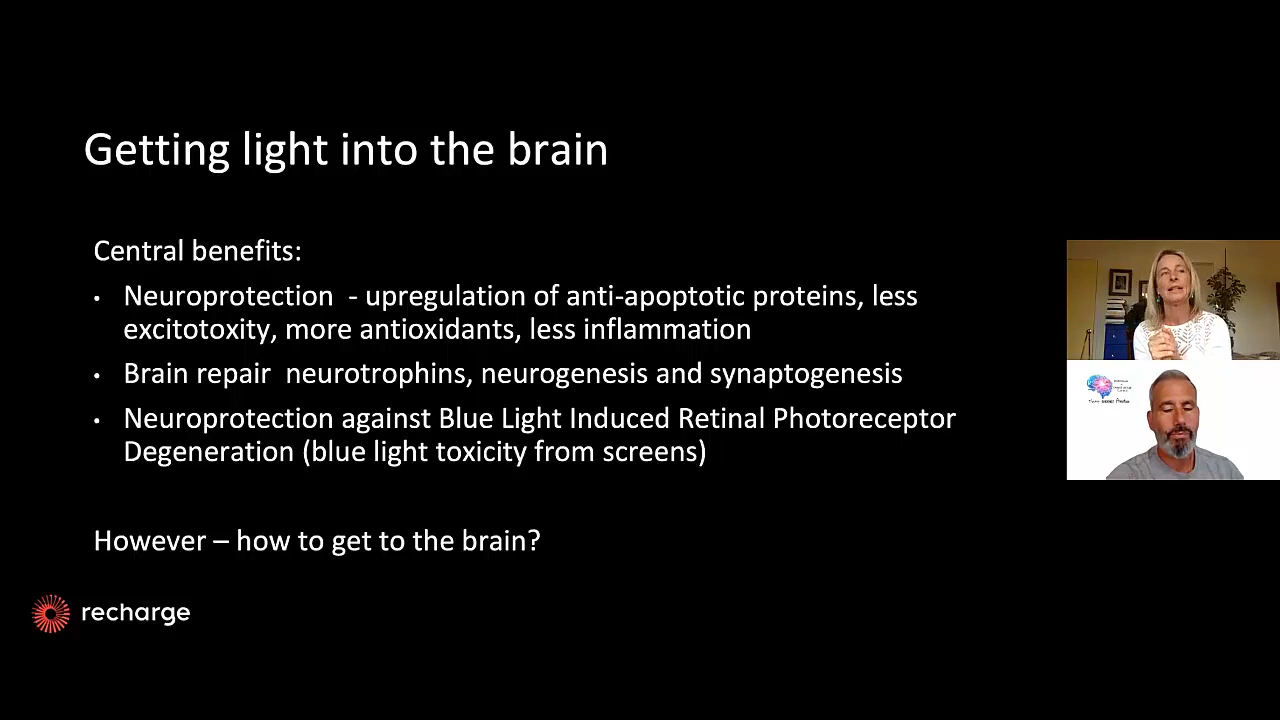 Getting light into the brain
Central benefits:
• Neuroprotection - upregulation of anti-apoptotic proteins, less
excitotoxity, more antioxidants, less inflammation
• Brain repair neurotrophins, neurogenesis and synaptogenesis
• Neuroprotection against Blue Light Induced Retinal Photoreceptor
Degeneration (blue light toxicity from screens)
However – how to get to the brain?
recharge